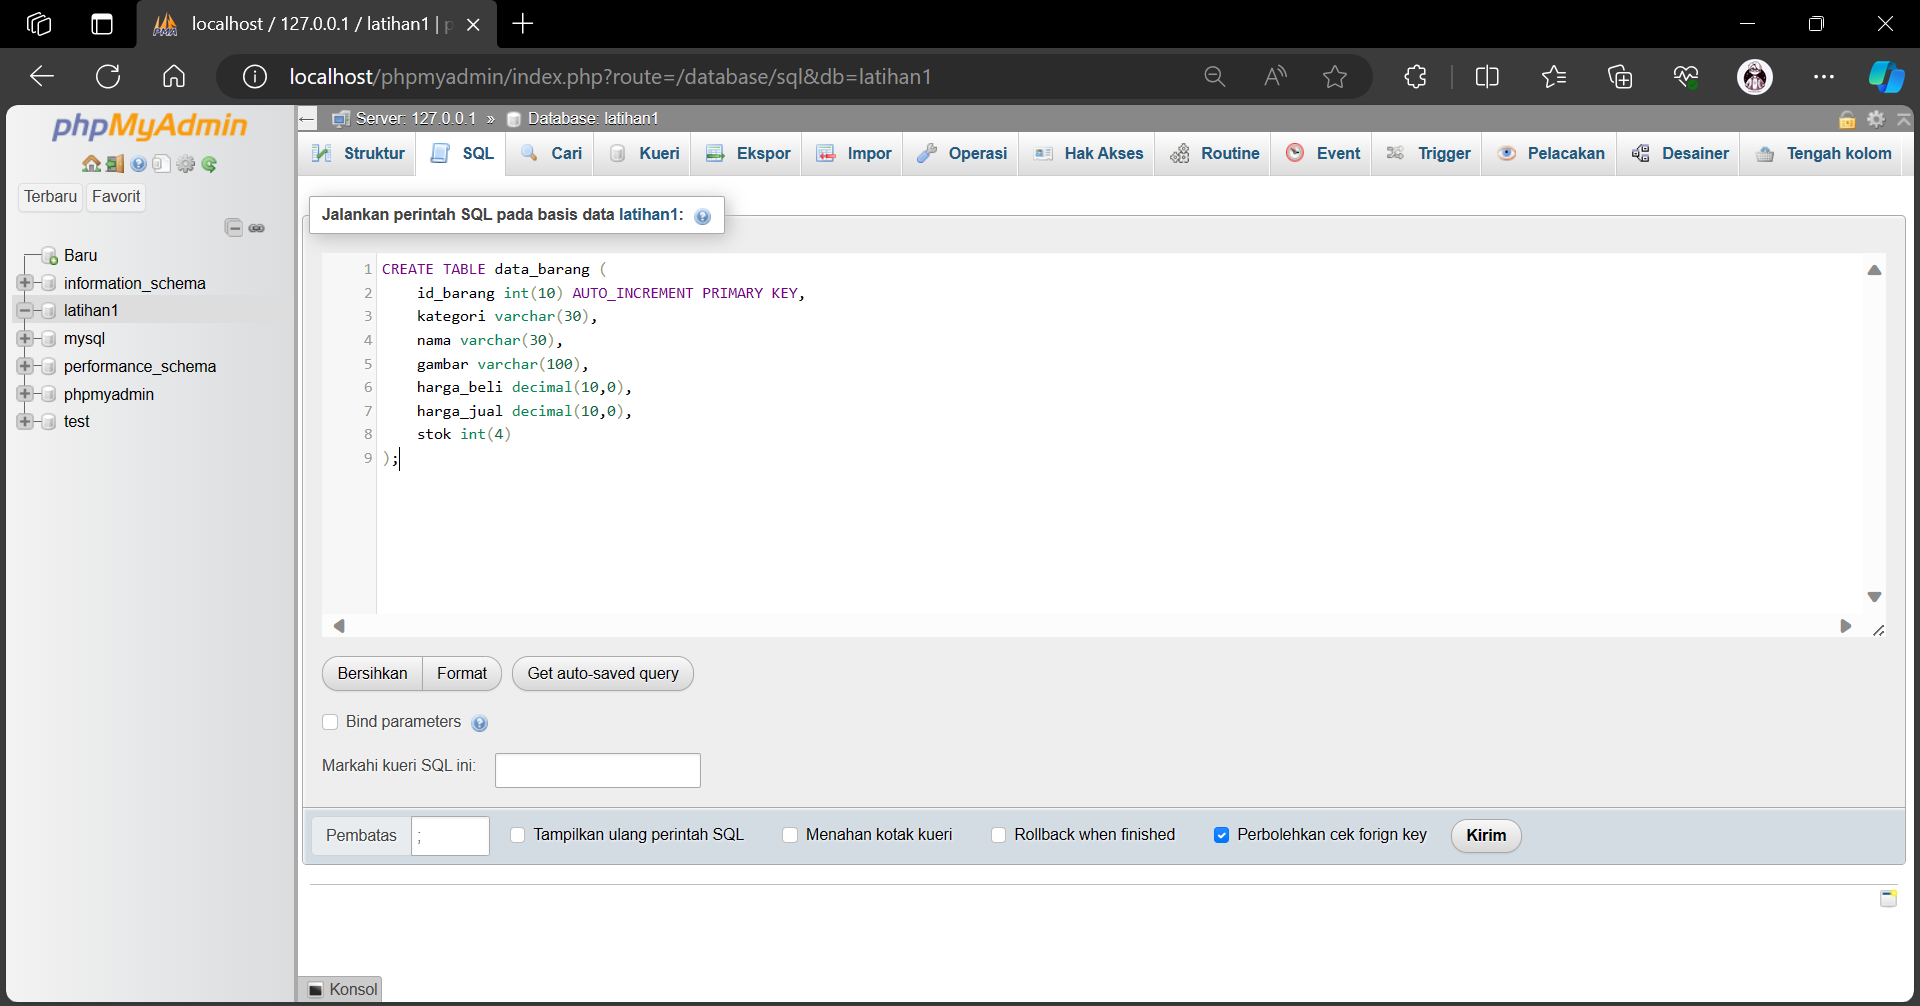 localhost / 127.0.0.1 / latihan1 | p
localhost/phpmyadmin/index.php?route=/database/sql&db=latihan1
phpMyAdmin
Terbaru
Favorit
Baru
information_schema
latihan1
mysql
performance_schema
phpmyadmin
test
Server: 127.0.0.1 » Database: latihan1
Struktur
SQL
Cari
Kueri
Ekspor
Impor
Operasi
Hak Akses
Routine
Event
Trigger
Pelacakan
Desainer
Tengah kolom
Jalankan perintah SQL pada basis data latihan1:
1 CREATE TABLE data_barang (
2 id_barang int(10) AUTO_INCREMENT PRIMARY KEY,
3 kategori varchar(30),
4 nama varchar(30),
5 gambar varchar(100),
6 harga_beli decimal(10,0),
7 harga_jual decimal(10,0),
8 stok int(4)
9 );
Bersihkan
Format
Get auto-saved query
Bind parameters
Markahi kueri SQL ini:
Pembatas ;
Tampilkan ulang perintah SQL
Menahan kotak kueri
Rollback when finished
Perbolehkan cek forign key
Kirim
Konsol